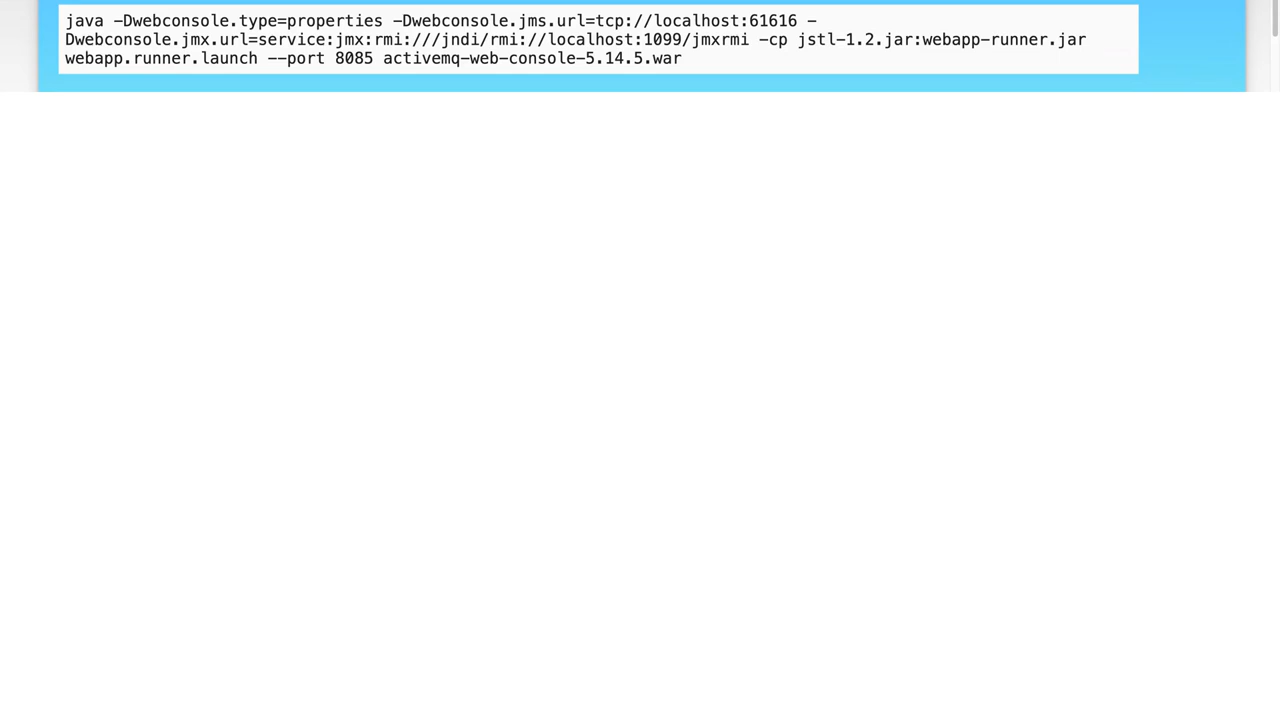 java -Dwebconsole.type=properties -Dwebconsole.jms.url=tcp://localhost:61616 -
Dwebconsole.jmx.url=service:jmx:rmi:///jndi/rmi://localhost:1099/jmxrmi -cp jstl-1.2.jar:webapp-runner.jar
webapp.runner.launch --port 8085 activemq-web-console-5.14.5.war